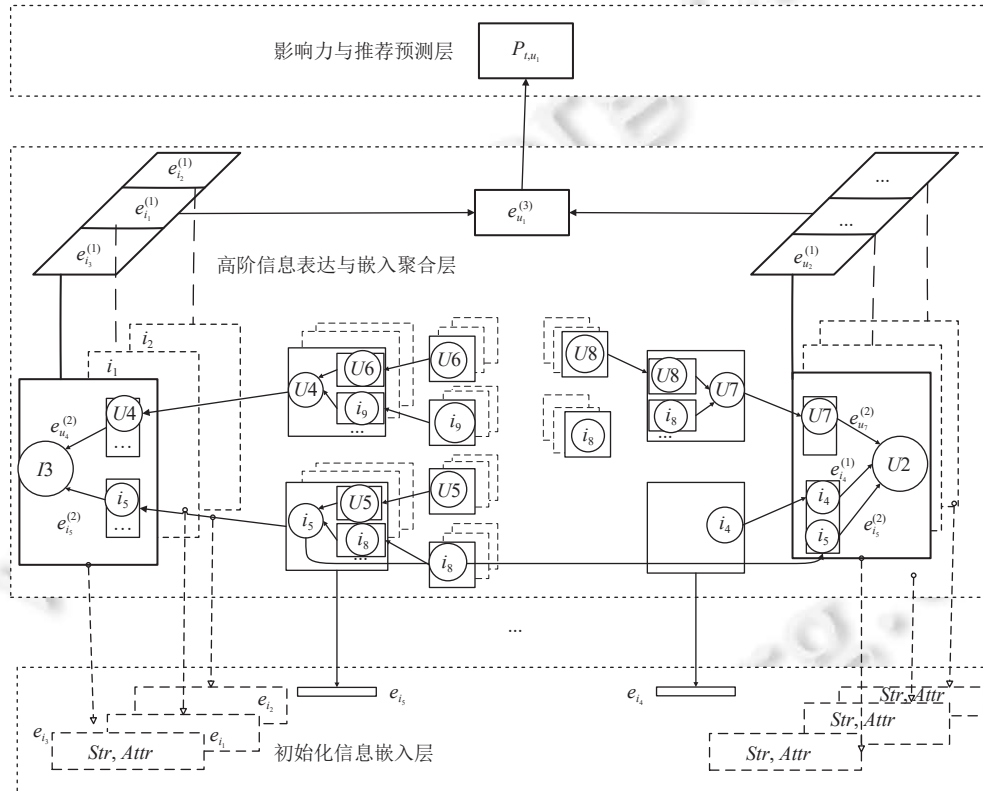 影响力与推荐预测层
P_{t,u_1}
e_{i_2}^{(1)}
e_{i_1}^{(1)}
e_{i_3}^{(1)}
e_{u_1}^{(3)}
...
...
e_{u_2}^{(1)}
高阶信息表达与嵌入聚合层
i_2
i_1
U4
e_{u_4}^{(2)}
...
I3
i_5
e_{i_5}^{(2)}
...
U4
U6
i_9
...
U6
i_9
i_5
U5
i_8
...
U5
i_8
U8
i_8
U8
i_8
...
U7
i_4
U7
e_{u_7}^{(2)}
e_{i_4}^{(1)}
U2
i_4
i_5
e_{i_5}^{(2)}
...
e_{i_5}
e_{i_4}
e_{i_2}
e_{i_1}
e_{i_3}
Str, Attr
初始化信息嵌入层
Str, Attr
Str, Attr
Str, Attr